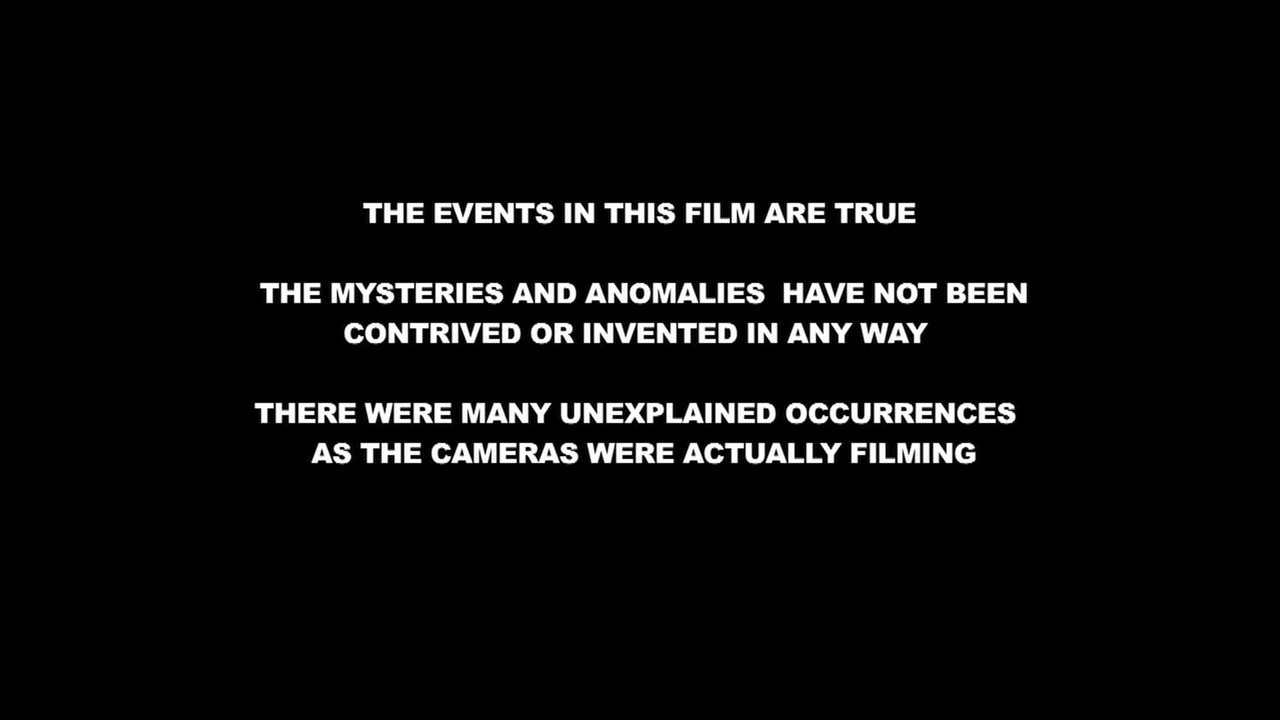 THE EVENTS IN THIS FILM ARE TRUE
THE MYSTERIES AND ANOMALIES  HAVE NOT BEEN
CONTRIVED OR INVENTED IN ANY WAY
THERE WERE MANY UNEXPLAINED OCCURRENCES
AS THE CAMERAS WERE ACTUALLY FILMING